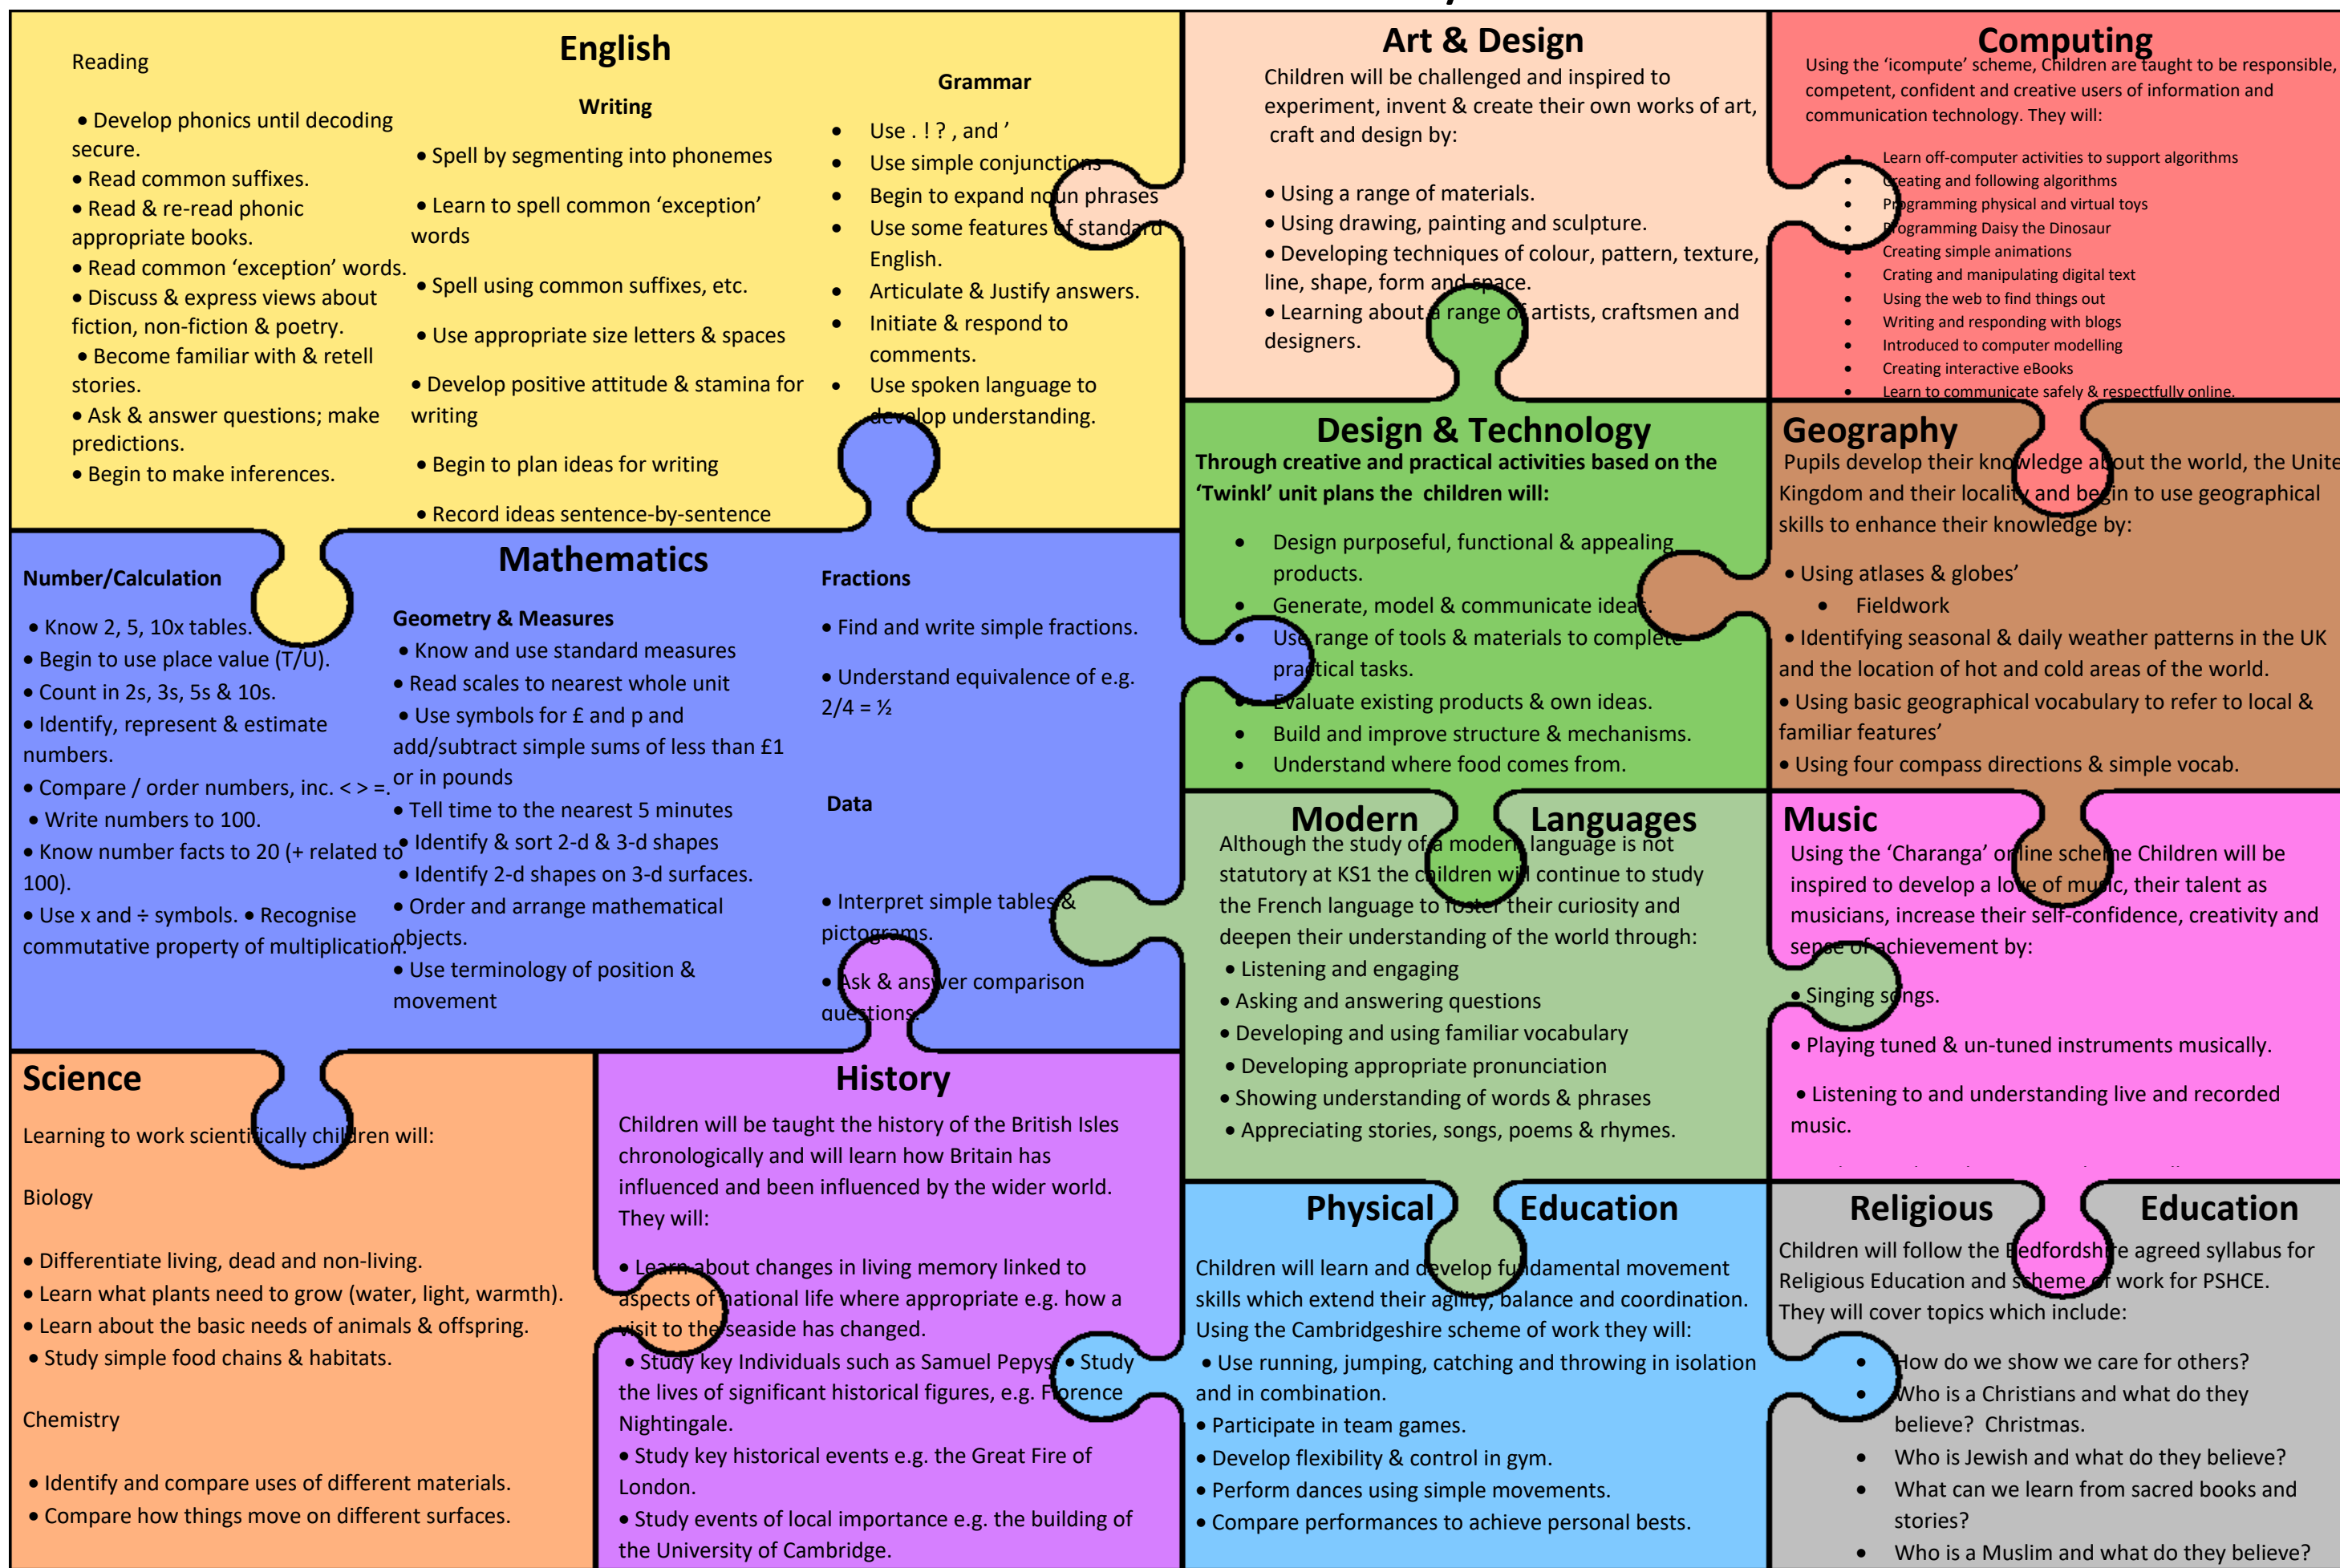 English
Reading
• Develop phonics until decoding
secure.
• Read common suffixes.
• Read & re-read phonic
appropriate books.
• Read common ‘exception’ words.
• Discuss & express views about
fiction, non-fiction & poetry.
• Become familiar with & retell
stories.
• Ask & answer questions; make
predictions.
• Begin to make inferences.
Writing
• Spell by segmenting into phonemes
• Learn to spell common ‘exception’
words
• Spell using common suffixes, etc.
• Use appropriate size letters & spaces
• Develop positive attitude & stamina for
writing
• Begin to plan ideas for writing
• Record ideas sentence-by-sentence
Grammar
• Use . ! ? , and ’
• Use simple conjunctions
• Begin to expand noun phrases
• Use some features of standard
English.
• Articulate & Justify answers.
• Initiate & respond to
comments.
• Use spoken language to
develop understanding.
Art & Design
Children will be challenged and inspired to
experiment, invent & create their own works of art,
craft and design by:
• Using a range of materials.
• Using drawing, painting and sculpture.
• Developing techniques of colour, pattern, texture,
line, shape, form and space.
• Learning about a range of artists, craftsmen and
designers.
Computing
Using the ‘icompute’ scheme, Children are taught to be responsible,
competent, confident and creative users of information and
communication technology. They will:
• Learn off-computer activities to support algorithms
• Creating and following algorithms
• Programming physical and virtual toys
• Programming Daisy the Dinosaur
• Creating simple animations
• Crating and manipulating digital text
• Using the web to find things out
• Writing and responding with blogs
• Introduced to computer modelling
• Creating interactive eBooks
• Learn to communicate safely & respectfully online.
Mathematics
Number/Calculation
• Know 2, 5, 10x tables.
• Begin to use place value (T/U).
• Count in 2s, 3s, 5s & 10s.
• Identify, represent & estimate
numbers.
• Compare / order numbers, inc. < > =.
• Write numbers to 100.
• Know number facts to 20 (+ related to
100).
• Use x and ÷ symbols. • Recognise
commutative property of multiplication.
Geometry & Measures
• Know and use standard measures
• Read scales to nearest whole unit
• Use symbols for £ and p and
add/subtract simple sums of less than £1
or in pounds
• Tell time to the nearest 5 minutes
• Identify & sort 2-d & 3-d shapes
• Identify 2-d shapes on 3-d surfaces.
• Order and arrange mathematical
objects.
• Use terminology of position &
movement
Fractions
• Find and write simple fractions.
• Understand equivalence of e.g.
2/4 = ½
Data
• Interpret simple tables &
pictograms.
• Ask & answer comparison
questions.
Design & Technology
Through creative and practical activities based on the
‘Twinkl’ unit plans the children will:
• Design purposeful, functional & appealing
products.
• Generate, model & communicate ideas.
• Use range of tools & materials to complete
practical tasks.
• Evaluate existing products & own ideas.
• Build and improve structure & mechanisms.
• Understand where food comes from.
Geography
Pupils develop their knowledge about the world, the Unite
Kingdom and their locality and begin to use geographical
skills to enhance their knowledge by:
• Using atlases & globes’
• Fieldwork
• Identifying seasonal & daily weather patterns in the UK
and the location of hot and cold areas of the world.
• Using basic geographical vocabulary to refer to local &
familiar features’
• Using four compass directions & simple vocab.
Modern Languages
Although the study of a modern language is not
statutory at KS1 the children will continue to study
the French language to foster their curiosity and
deepen their understanding of the world through:
• Listening and engaging
• Asking and answering questions
• Developing and using familiar vocabulary
• Developing appropriate pronunciation
• Showing understanding of words & phrases
• Appreciating stories, songs, poems & rhymes.
Music
Using the ‘Charanga’ online scheme Children will be
inspired to develop a love of music, their talent as
musicians, increase their self-confidence, creativity and
sense of achievement by:
• Singing songs.
• Playing tuned & un-tuned instruments musically.
• Listening to and understanding live and recorded
music.
Science
Learning to work scientifically children will:
Biology
• Differentiate living, dead and non-living.
• Learn what plants need to grow (water, light, warmth).
• Learn about the basic needs of animals & offspring.
• Study simple food chains & habitats.
Chemistry
• Identify and compare uses of different materials.
• Compare how things move on different surfaces.
History
Children will be taught the history of the British Isles
chronologically and will learn how Britain has
influenced and been influenced by the wider world.
They will:
• Learn about changes in living memory linked to
aspects of national life where appropriate e.g. how a
visit to the seaside has changed.
• Study key Individuals such as Samuel Pepys • Study
the lives of significant historical figures, e.g. Florence
Nightingale.
• Study key historical events e.g. the Great Fire of
London.
• Study events of local importance e.g. the building of
the University of Cambridge.
Physical Education
Children will learn and develop fundamental movement
skills which extend their agility, balance and coordination.
Using the Cambridgeshire scheme of work they will:
• Use running, jumping, catching and throwing in isolation
and in combination.
• Participate in team games.
• Develop flexibility & control in gym.
• Perform dances using simple movements.
• Compare performances to achieve personal bests.
Religious Education
Children will follow the Bedfordshire agreed syllabus for
Religious Education and scheme of work for PSHCE.
They will cover topics which include:
• How do we show we care for others?
• Who is a Christians and what do they
believe? Christmas.
• Who is Jewish and what do they believe?
• What can we learn from sacred books and
stories?
• Who is a Muslim and what do they believe?